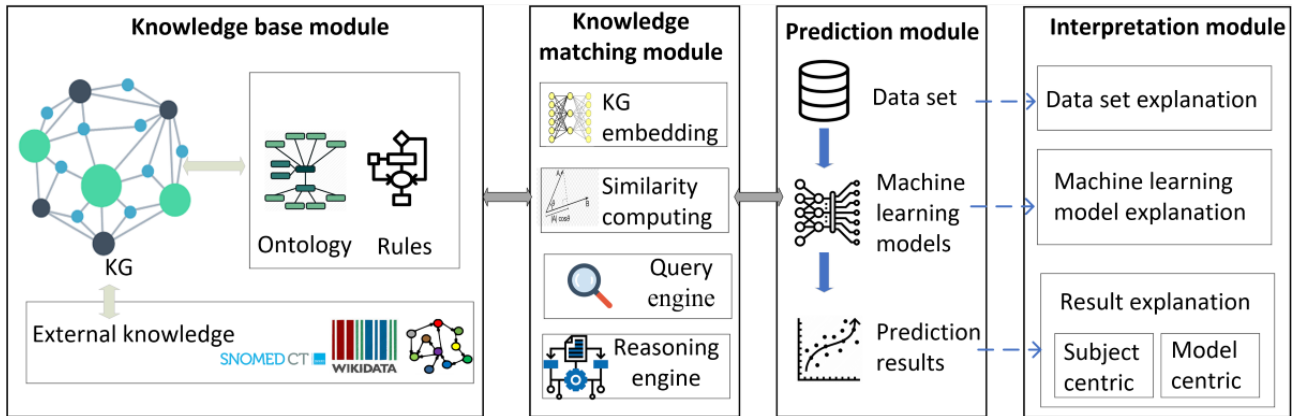 Knowledge base module
KG
Ontology
Rules
External knowledge
SNOMED CT
WIKIDATA
Knowledge
matching module
KG
embedding
Similarity
computing
A
θ
B
|A| cosθ
Query
engine
Reasoning
engine
Prediction module
Data set
Machine
learning
models
Prediction
results
Interpretation module
Data set explanation
Machine learning
model explanation
Result explanation
Subject
centric
Model
centric